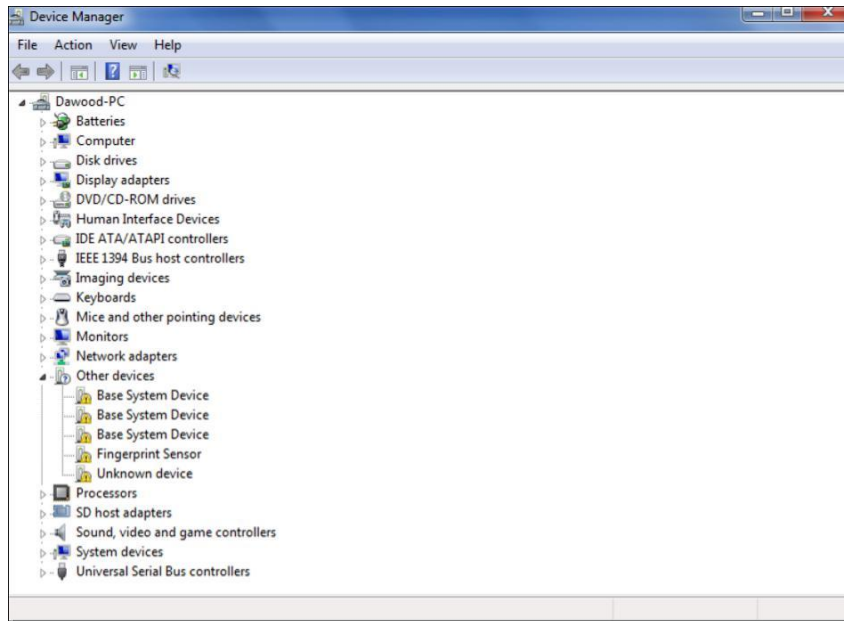 Device Manager
File Action View Help
Dawood-PC
Batteries
Computer
Disk drives
Display adapters
DVD/CD-ROM drives
Human Interface Devices
IDE ATA/ATAPI controllers
IEEE 1394 Bus host controllers
Imaging devices
Keyboards
Mice and other pointing devices
Monitors
Network adapters
Other devices
Base System Device
Base System Device
Base System Device
Fingerprint Sensor
Unknown device
Processors
SD host adapters
Sound, video and game controllers
System devices
Universal Serial Bus controllers